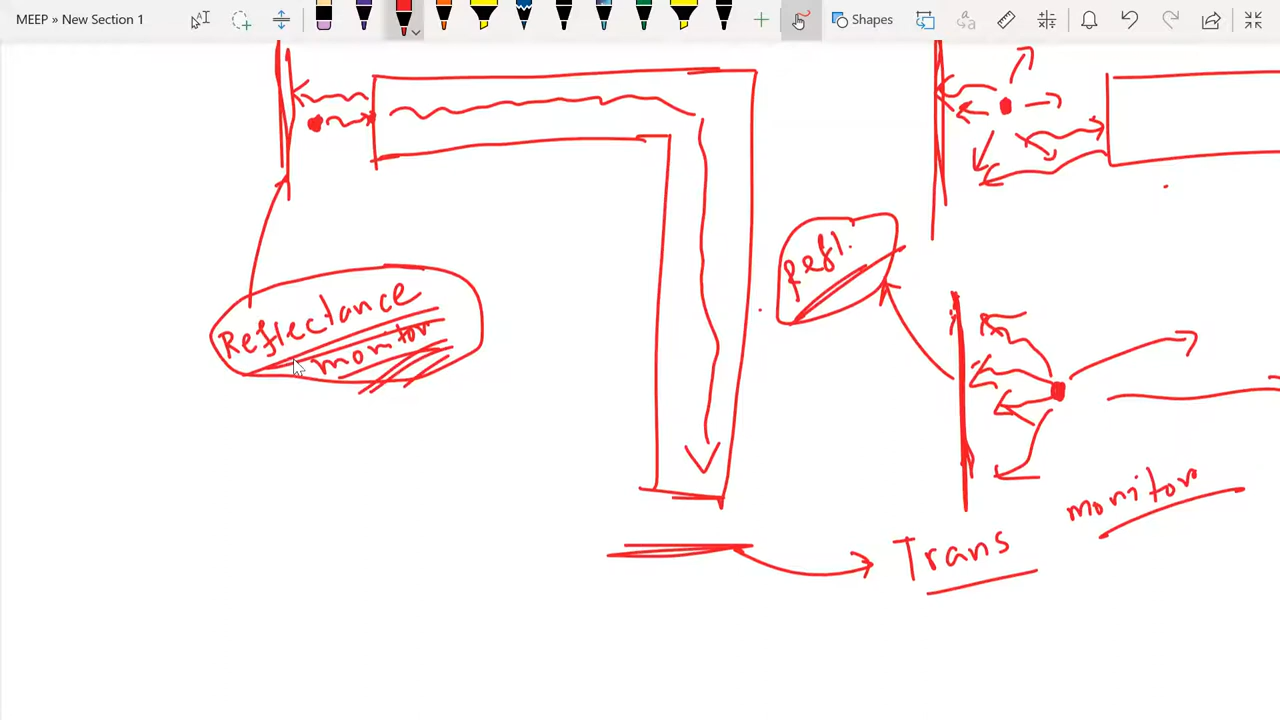 MEEP » New Section 1
Shapes
Refl.
Reflectance
monitor
monitor
Trans